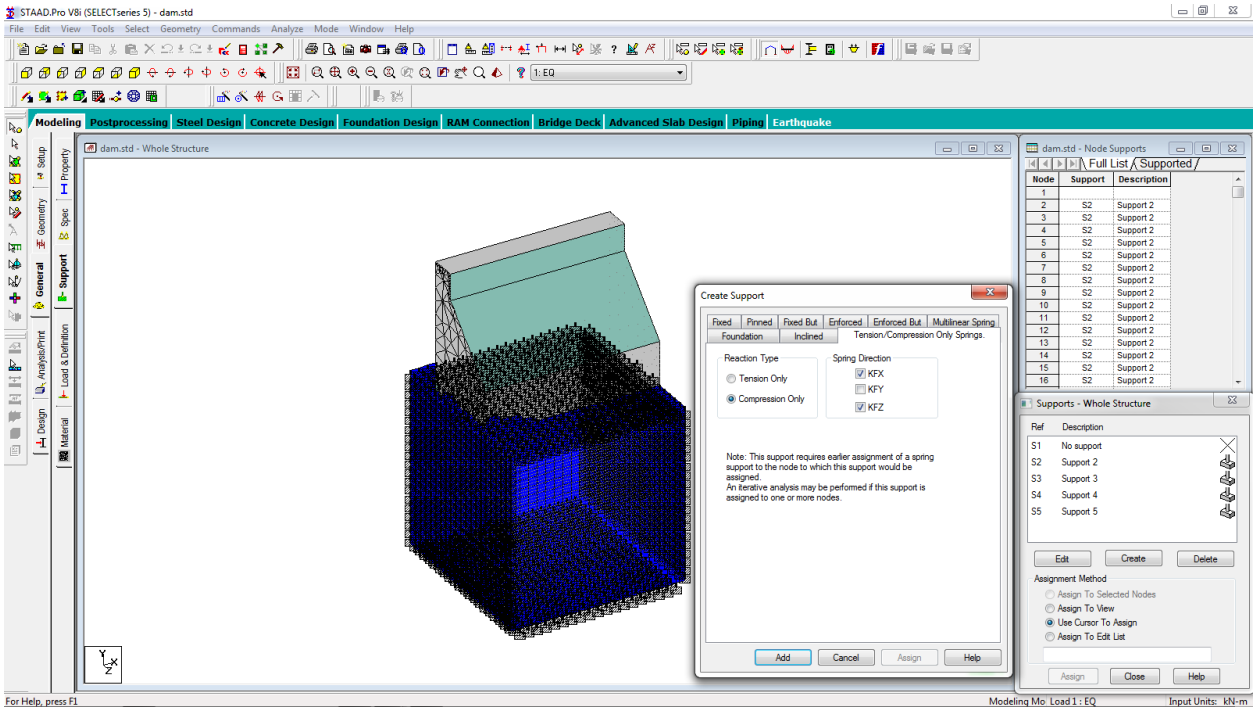 STAAD.Pro V8i (SELECTseries 5) - dam.std
File Edit View Tools Select Geometry Commands Analyze Mode Window Help
1: EQ
Modeling Postprocessing Steel Design Concrete Design Foundation Design RAM Connection Bridge Deck Advanced Slab Design Piping Earthquake
Setup
Geometry
General
Analysis/Print
Design
Property
Spec
Support
Load & Definition
Material
dam.std - Whole Structure
Y
X
Z
dam.std - Node Supports
Full List Supported
Node Support Description
1
2 S2 Support 2
3 S2 Support 2
4 S2 Support 2
5 S2 Support 2
6 S2 Support 2
7 S2 Support 2
8 S2 Support 2
9 S2 Support 2
10 S2 Support 2
11 S2 Support 2
12 S2 Support 2
13 S2 Support 2
14 S2 Support 2
15 S2 Support 2
16 S2 Support 2
Create Support
Fixed Pinned Fixed But Enforced Enforced But Multilinear Spring
Foundation Inclined Tension/Compression Only Springs.
Reaction Type
Tension Only
Compression Only
Spring Direction
KFX
KFY
KFZ
Note: This support requires earlier assignment of a spring
support to the node to which this support would be
assigned.
An iterative analysis may be performed if this support is
assigned to one or more nodes.
Add Cancel Assign Help
Supports - Whole Structure
Ref Description
S1 No support
S2 Support 2
S3 Support 3
S4 Support 4
S5 Support 5
Edit Create Delete
Assignment Method
Assign To Selected Nodes
Assign To View
Use Cursor To Assign
Assign To Edit List
Assign Close Help
For Help, press F1
Modeling Mo Load 1 : EQ Input Units: kN-m